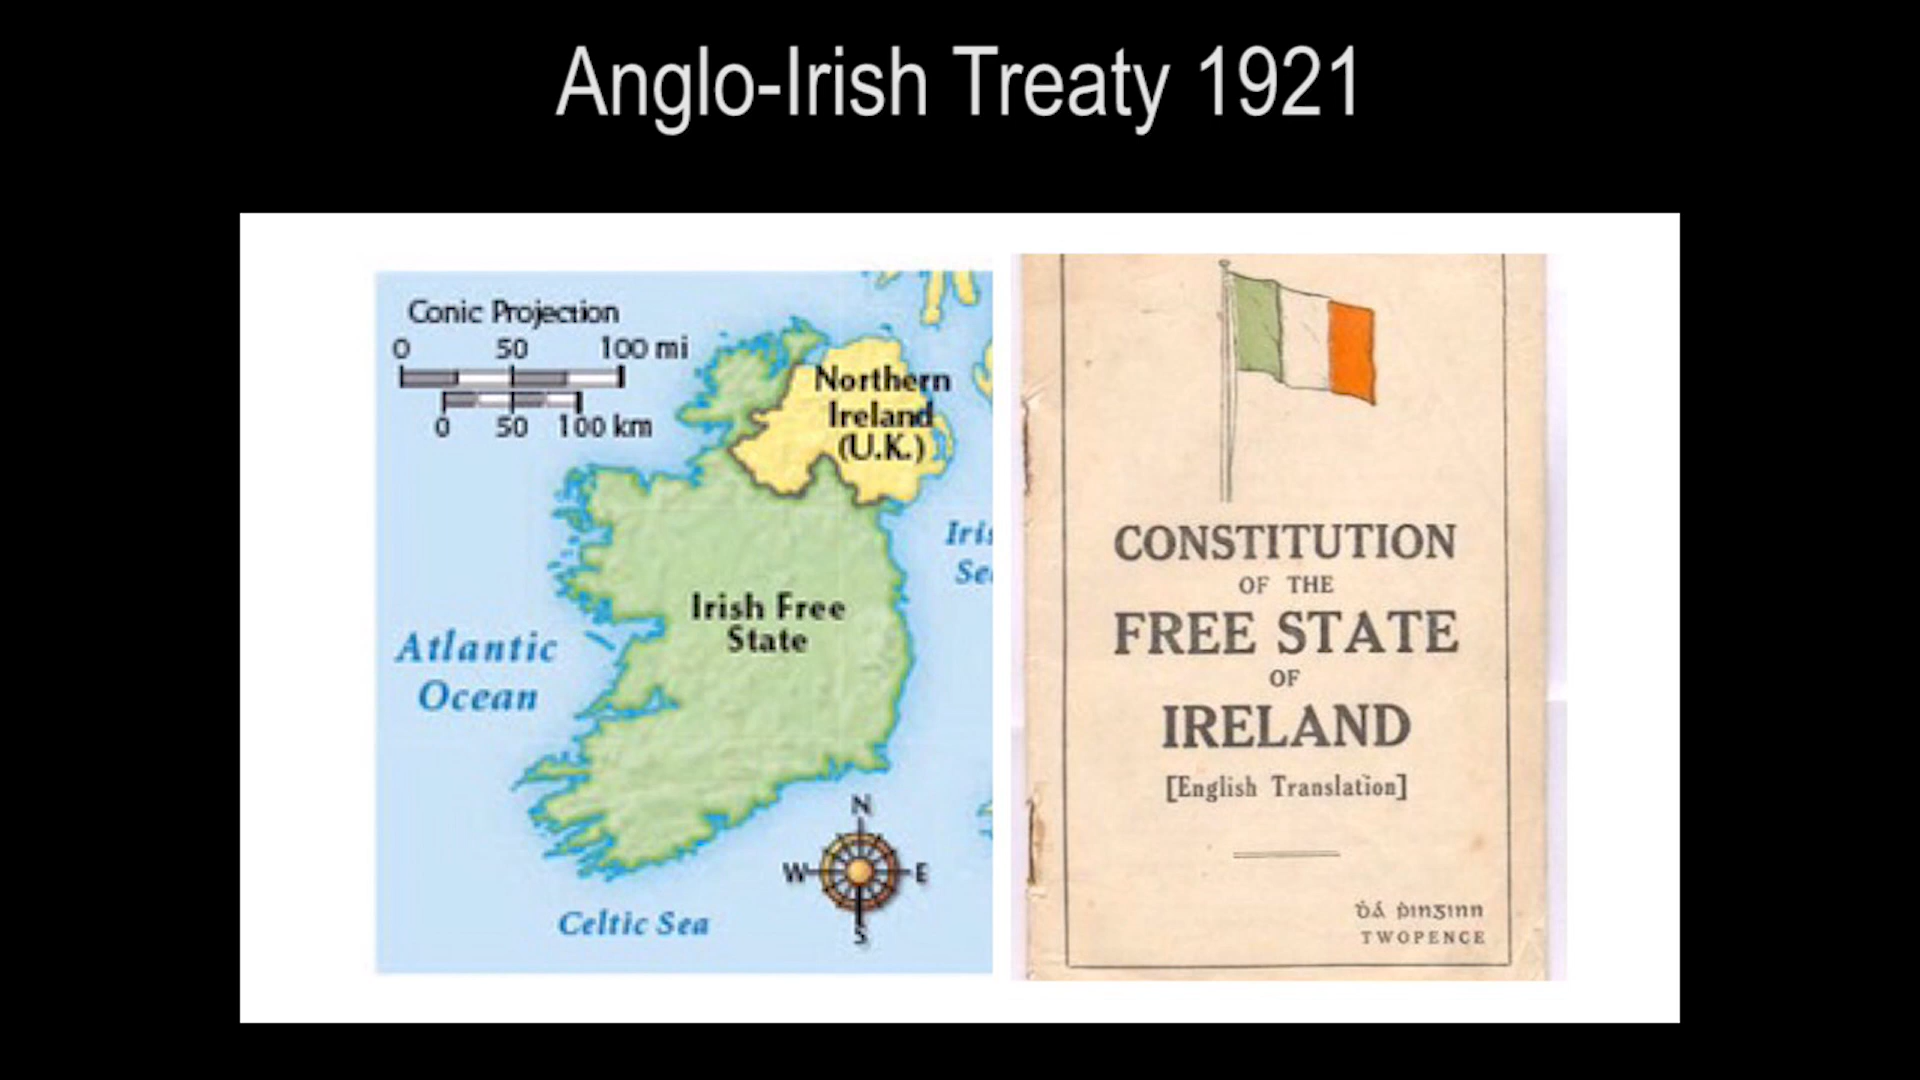 Anglo-Irish Treaty 1921
Conic Projection
0 50 100 mi
0 50 100 km
Northern
Ireland
(U.K.)
Irish Free
State
Atlantic
Ocean
Celtic Sea
N
W E
S
CONSTITUTION
OF THE
FREE STATE
OF
IRELAND
[English Translation]
ḋá ṗinginn
TWOPENCE